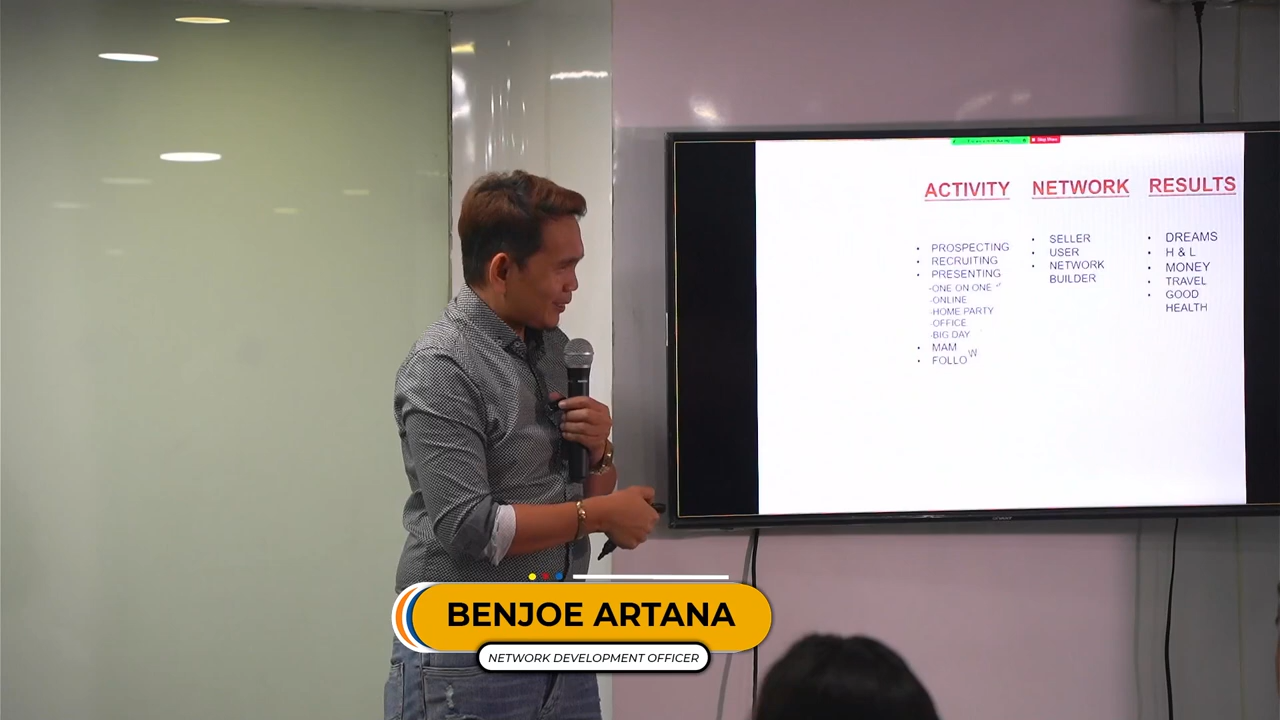 ACTIVITY
NETWORK
RESULTS
PROSPECTING
RECRUITING
PRESENTING
-ONE ON ONE
-ONLINE
-HOME PARTY
-OFFICE
-BIG DAY
MAM
FOLLOW
SELLER
USER
NETWORK
BUILDER
DREAMS
H & L
MONEY
TRAVEL
GOOD
HEALTH
BENJOE ARTANA
NETWORK DEVELOPMENT OFFICER